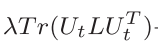 λTr(U_t L U_t^T)